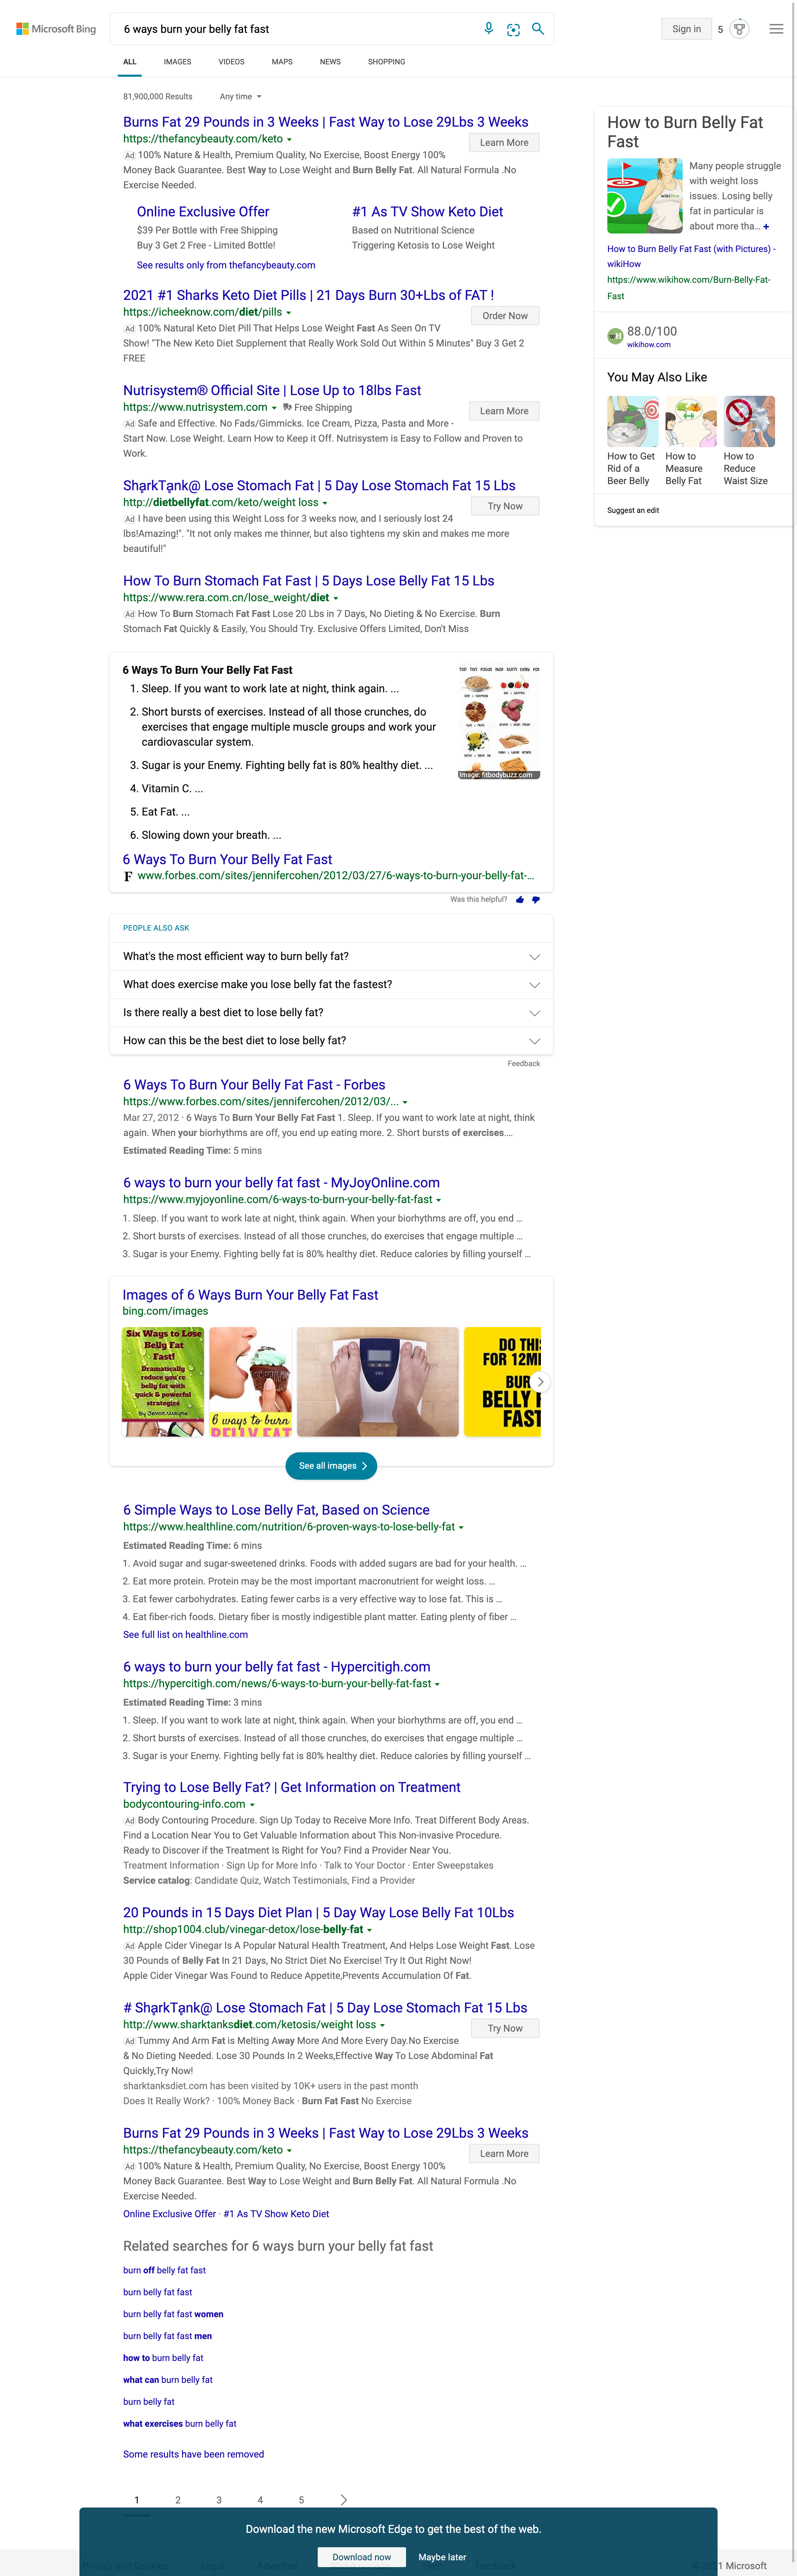 Microsoft Bing
6 ways burn your belly fat fast
Sign in
5
ALL
IMAGES
VIDEOS
MAPS
NEWS
SHOPPING
81,900,000 Results
Any time
Burns Fat 29 Pounds in 3 Weeks | Fast Way to Lose 29Lbs 3 Weeks
https://thefancybeauty.com/keto
Learn More
Ad 100% Nature & Health, Premium Quality, No Exercise, Boost Energy 100%
Money Back Guarantee. Best Way to Lose Weight and Burn Belly Fat. All Natural Formula .No
Exercise Needed.
Online Exclusive Offer
$39 Per Bottle with Free Shipping
Buy 3 Get 2 Free - Limited Bottle!
#1 As TV Show Keto Diet
Based on Nutritional Science
Triggering Ketosis to Lose Weight
See results only from thefancybeauty.com
2021 #1 Sharks Keto Diet Pills | 21 Days Burn 30+Lbs of FAT !
https://icheeknow.com/diet/pills
Order Now
Ad 100% Natural Keto Diet Pill That Helps Lose Weight Fast As Seen On TV
Show! "The New Keto Diet Supplement that Really Work Sold Out Within 5 Minutes" Buy 3 Get 2
FREE
Nutrisystem® Official Site | Lose Up to 18lbs Fast
https://www.nutrisystem.com
Free Shipping
Learn More
Ad Safe and Effective. No Fads/Gimmicks. Ice Cream, Pizza, Pasta and More -
Start Now. Lose Weight. Learn How to Keep it Off. Nutrisystem is Easy to Follow and Proven to
Work.
ShąrkTąnk@ Lose Stomach Fat | 5 Day Lose Stomach Fat 15 Lbs
http://dietbellyfat.com/keto/weight loss
Try Now
Ad I have been using this Weight Loss for 3 weeks now, and I seriously lost 24
lbs!Amazing!". "It not only makes me thinner, but also tightens my skin and makes me more
beautiful!"
How To Burn Stomach Fat Fast | 5 Days Lose Belly Fat 15 Lbs
https://www.rera.com.cn/lose_weight/diet
Ad How To Burn Stomach Fat Fast Lose 20 Lbs in 7 Days, No Dieting & No Exercise. Burn
Stomach Fat Quickly & Easily, You Should Try. Exclusive Offers Limited, Don't Miss
6 Ways To Burn Your Belly Fat Fast
1. Sleep. If you want to work late at night, think again. ...
2. Short bursts of exercises. Instead of all those crunches, do
exercises that engage multiple muscle groups and work your
cardiovascular system.
3. Sugar is your Enemy. Fighting belly fat is 80% healthy diet. ...
4. Vitamin C. ...
5. Eat Fat. ...
6. Slowing down your breath. ...
TOP TEN FOODS THAT BURN BELLY FAT
Image: fitbodybuzz.com
6 Ways To Burn Your Belly Fat Fast
F www.forbes.com/sites/jennifercohen/2012/03/27/6-ways-to-burn-your-belly-fat-...
Was this helpful?
PEOPLE ALSO ASK
What's the most efficient way to burn belly fat?
What does exercise make you lose belly fat the fastest?
Is there really a best diet to lose belly fat?
How can this be the best diet to lose belly fat?
Feedback
6 Ways To Burn Your Belly Fat Fast - Forbes
https://www.forbes.com/sites/jennifercohen/2012/03/...
Mar 27, 2012 · 6 Ways To Burn Your Belly Fat Fast 1. Sleep. If you want to work late at night, think
again. When your biorhythms are off, you end up eating more. 2. Short bursts of exercises....
Estimated Reading Time: 5 mins
6 ways to burn your belly fat fast - MyJoyOnline.com
https://www.myjoyonline.com/6-ways-to-burn-your-belly-fat-fast
1. Sleep. If you want to work late at night, think again. When your biorhythms are off, you end ...
2. Short bursts of exercises. Instead of all those crunches, do exercises that engage multiple ...
3. Sugar is your Enemy. Fighting belly fat is 80% healthy diet. Reduce calories by filling yourself ...
Images of 6 Ways Burn Your Belly Fat Fast
bing.com/images
Six Ways to Lose
Belly Fat
Fast!
Dramatically
reduce you're
belly fat with
quick & powerful
strategies
By Jevon Wayne
6 ways to burn
BELLY FAT
DO THIS
FOR 12MI
BUR
BELLY F
FAST
See all images
6 Simple Ways to Lose Belly Fat, Based on Science
https://www.healthline.com/nutrition/6-proven-ways-to-lose-belly-fat
Estimated Reading Time: 6 mins
1. Avoid sugar and sugar-sweetened drinks. Foods with added sugars are bad for your health. ...
2. Eat more protein. Protein may be the most important macronutrient for weight loss. ...
3. Eat fewer carbohydrates. Eating fewer carbs is a very effective way to lose fat. This is ...
4. Eat fiber-rich foods. Dietary fiber is mostly indigestible plant matter. Eating plenty of fiber ...
See full list on healthline.com
6 ways to burn your belly fat fast - Hypercitigh.com
https://hypercitigh.com/news/6-ways-to-burn-your-belly-fat-fast
Estimated Reading Time: 3 mins
1. Sleep. If you want to work late at night, think again. When your biorhythms are off, you end ...
2. Short bursts of exercises. Instead of all those crunches, do exercises that engage multiple ...
3. Sugar is your Enemy. Fighting belly fat is 80% healthy diet. Reduce calories by filling yourself ...
Trying to Lose Belly Fat? | Get Information on Treatment
bodycontouring-info.com
Ad Body Contouring Procedure. Sign Up Today to Receive More Info. Treat Different Body Areas.
Find a Location Near You to Get Valuable Information about This Non-invasive Procedure.
Ready to Discover if the Treatment Is Right for You? Find a Provider Near You.
Treatment Information · Sign Up for More Info · Talk to Your Doctor · Enter Sweepstakes
Service catalog: Candidate Quiz, Watch Testimonials, Find a Provider
20 Pounds in 15 Days Diet Plan | 5 Day Way Lose Belly Fat 10Lbs
http://shop1004.club/vinegar-detox/lose-belly-fat
Ad Apple Cider Vinegar Is A Popular Natural Health Treatment, And Helps Lose Weight Fast. Lose
30 Pounds of Belly Fat In 21 Days, No Strict Diet No Exercise! Try It Out Right Now!
Apple Cider Vinegar Was Found to Reduce Appetite,Prevents Accumulation Of Fat.
# ShąrkTąnk@ Lose Stomach Fat | 5 Day Lose Stomach Fat 15 Lbs
http://www.sharktanksdiet.com/ketosis/weight loss
Try Now
Ad Tummy And Arm Fat is Melting Away More And More Every Day.No Exercise
& No Dieting Needed. Lose 30 Pounds In 2 Weeks,Effective Way To Lose Abdominal Fat
Quickly,Try Now!
sharktanksdiet.com has been visited by 10K+ users in the past month
Does It Really Work? · 100% Money Back · Burn Fat Fast No Exercise
Burns Fat 29 Pounds in 3 Weeks | Fast Way to Lose 29Lbs 3 Weeks
https://thefancybeauty.com/keto
Learn More
Ad 100% Nature & Health, Premium Quality, No Exercise, Boost Energy 100%
Money Back Guarantee. Best Way to Lose Weight and Burn Belly Fat. All Natural Formula .No
Exercise Needed.
Online Exclusive Offer · #1 As TV Show Keto Diet
Related searches for 6 ways burn your belly fat fast
burn off belly fat fast
burn belly fat fast
burn belly fat fast women
burn belly fat fast men
how to burn belly fat
what can burn belly fat
burn belly fat
what exercises burn belly fat
Some results have been removed
1 2 3 4 5
How to Burn Belly Fat
Fast
wikiHow
Many people struggle
with weight loss
issues. Losing belly
fat in particular is
about more tha... +
How to Burn Belly Fat Fast (with Pictures) -
wikiHow
https://www.wikihow.com/Burn-Belly-Fat-
Fast
wH 88.0/100
wikihow.com
You May Also Like
How to Get
Rid of a
Beer Belly
How to
Measure
Belly Fat
How to
Reduce
Waist Size
Suggest an edit
Download the new Microsoft Edge to get the best of the web.
Download now
Maybe later
Privacy and Cookies
Legal
Advertise
Help
Feedback
© 2021 Microsoft